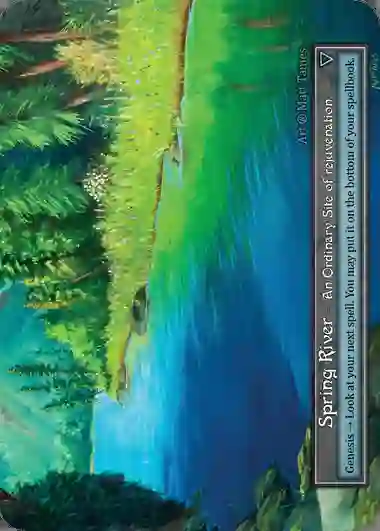 Art @ Matt Tames
Spring River An Ordinary Site of rejuvenation
Genesis → Look at your next spell. You may put it on the bottom of your spellbook.